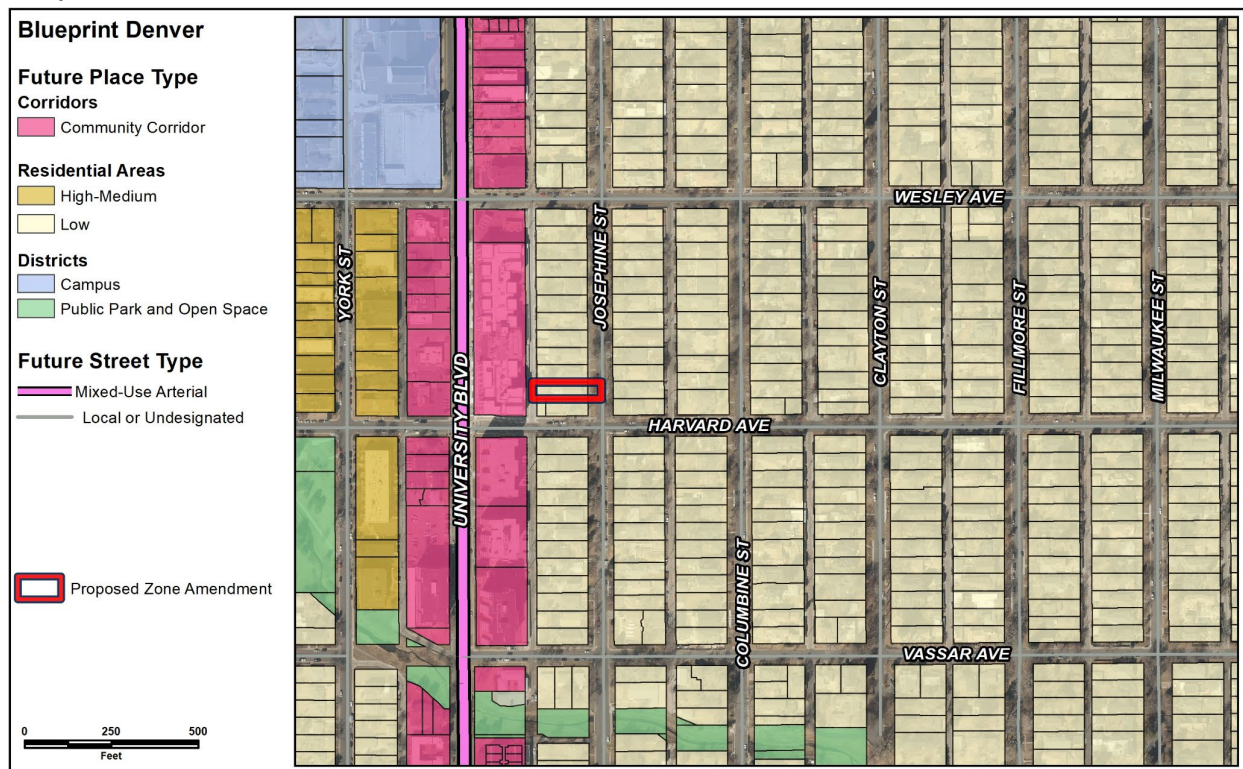 Blueprint Denver
Future Place Type
Corridors
Community Corridor
Residential Areas
High-Medium
Low
Districts
Campus
Public Park and Open Space
Future Street Type
Mixed-Use Arterial
Local or Undesignated
Proposed Zone Amendment
0 250 500
Feet
WESLEY AVE
YORK ST
JOSEPHINE ST
CLAYTON ST
FILLMORE ST
MILWAUKEE ST
UNIVERSITY BLVD
HARVARD AVE
COLUMBINE ST
VASSAR AVE